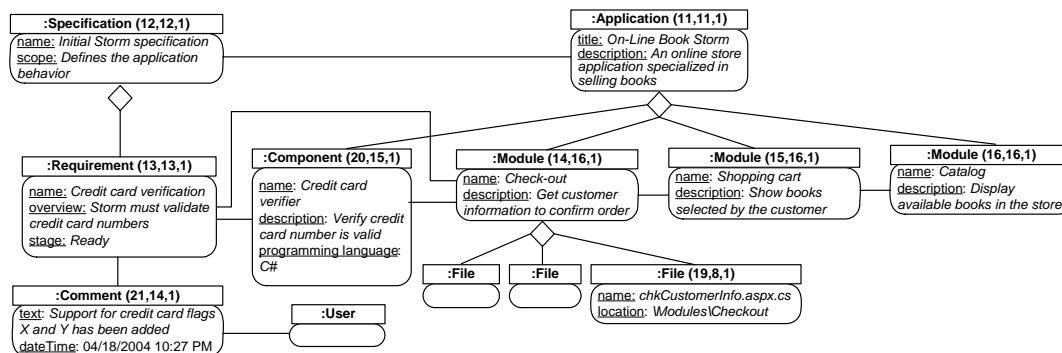 :Specification (12,12,1)
name: Initial Storm specification
scope: Defines the application
behavior
:Application (11,11,1)
title: On-Line Book Storm
description: An online store
application specialized in
selling books
:Requirement (13,13,1)
name: Credit card verification
overview: Storm must validate
credit card numbers
stage: Ready
:Component (20,15,1)
name: Credit card
verifier
description: Verify credit
card number is valid
programming language:
C#
:Module (14,16,1)
name: Check-out
description: Get customer
information to confirm order
:Module (15,16,1)
name: Shopping cart
description: Show books
selected by the customer
:Module (16,16,1)
name: Catalog
description: Display
available books in the store
:File
:File
:File (19,8,1)
name: chkCustomerInfo.aspx.cs
location: \Modules\Checkout
:Comment (21,14,1)
text: Support for credit card flags
X and Y has been added
dateTime: 04/18/2004 10:27 PM
:User